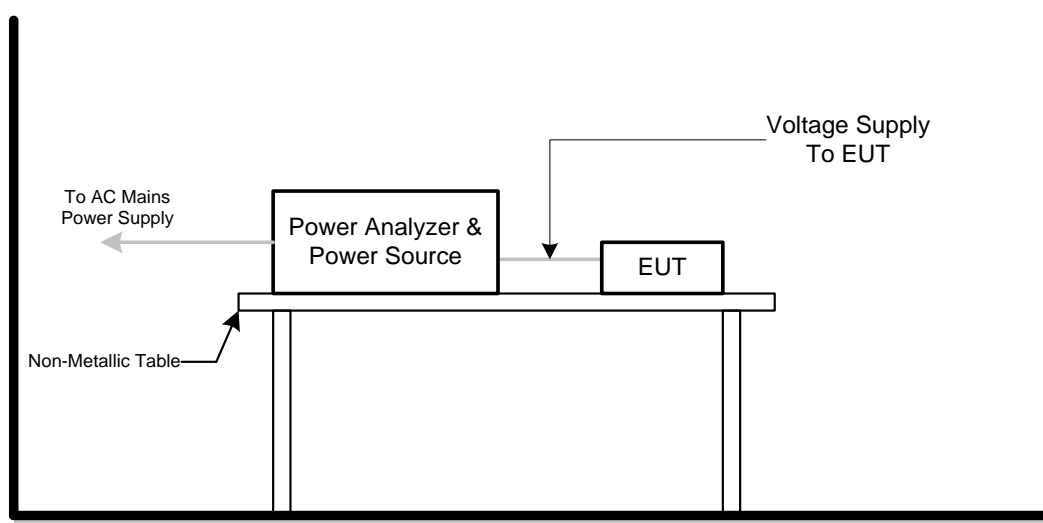 Voltage Supply
To EUT
To AC Mains
Power Supply
Power Analyzer &
Power Source
EUT
Non-Metallic Table